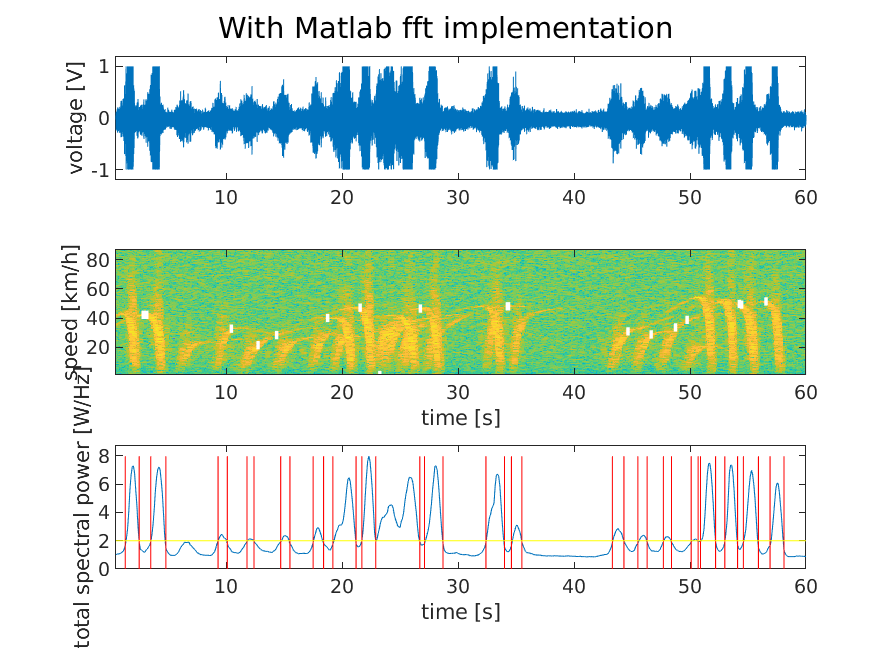 With Matlab fft implementation
voltage [V]
1
0
-1
10 20 30 40 50 60
speed [km/h]
80
60
40
20
10 20 30 40 50 60
time [s]
total spectral power [W/Hz]
8
6
4
2
0
10 20 30 40 50 60
time [s]